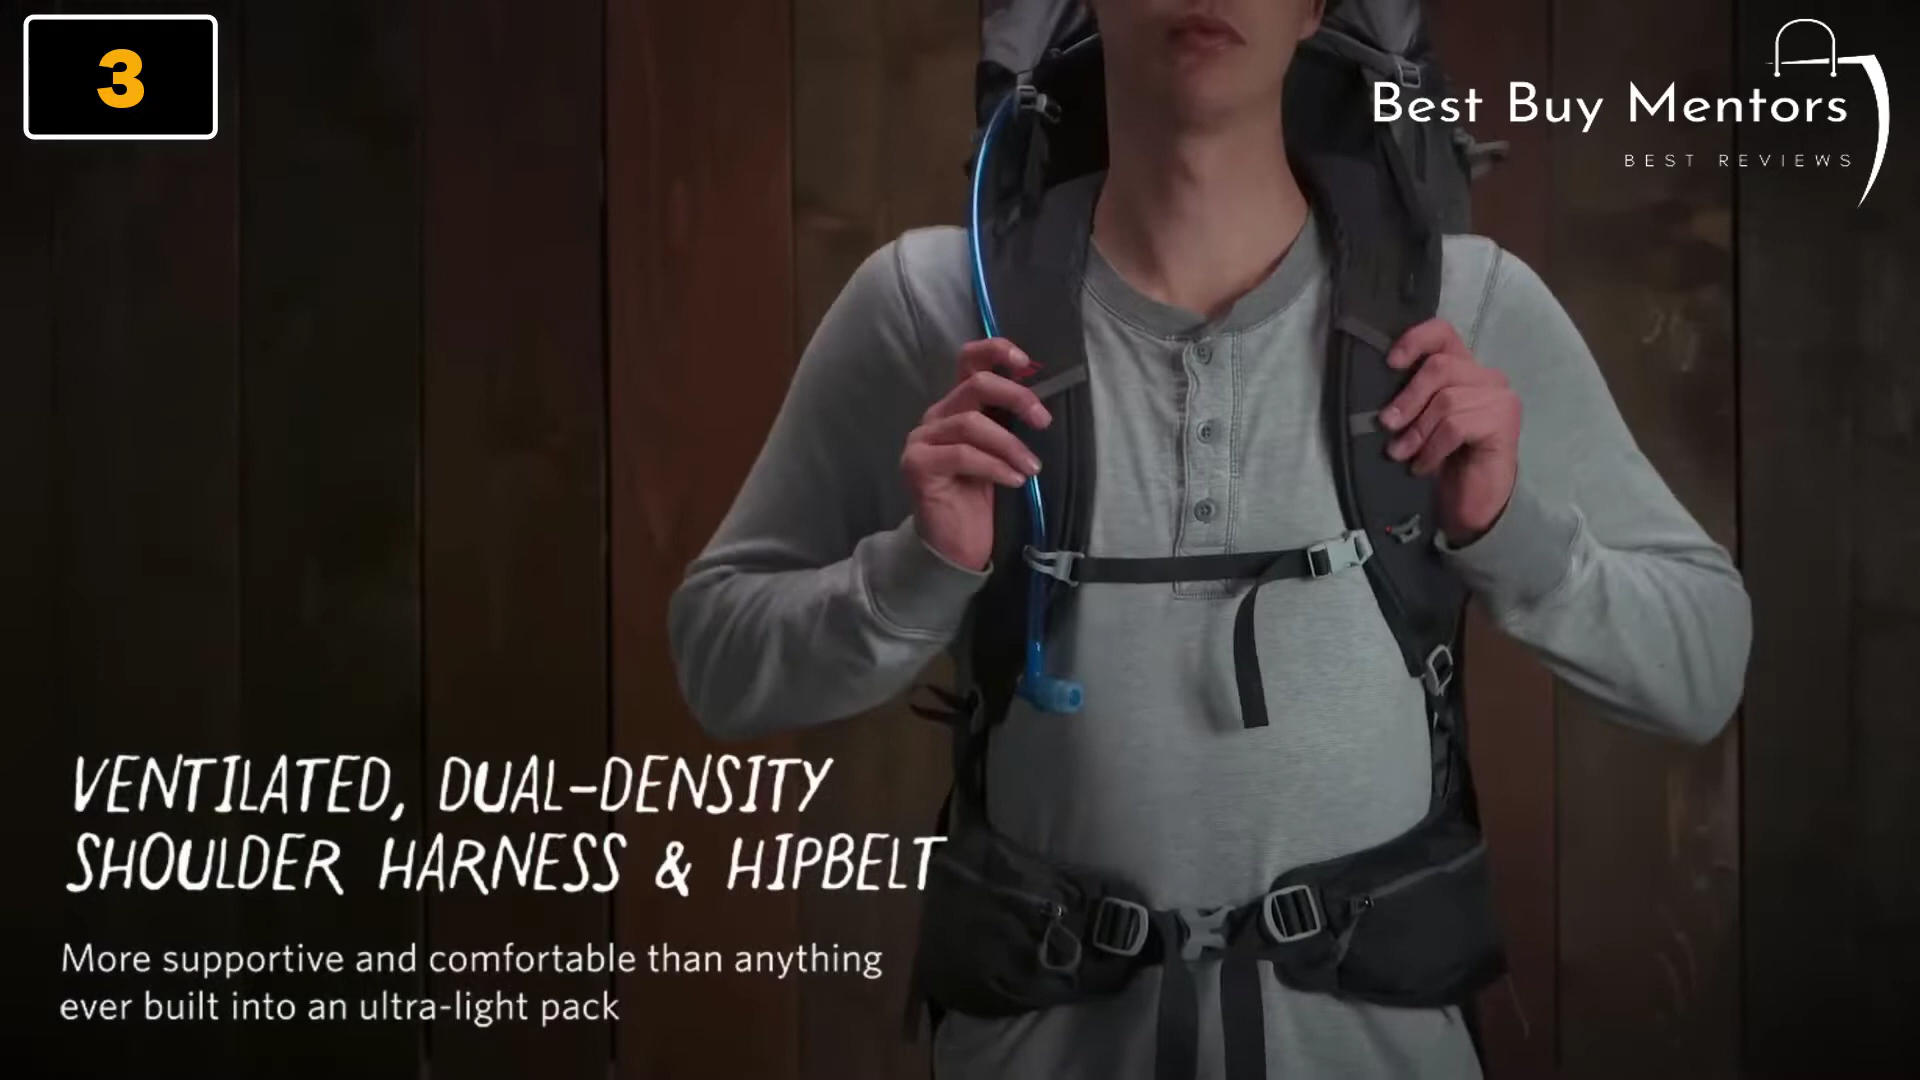 3
Best Buy Mentors
BEST REVIEWS
VENTILATED, DUAL-DENSITY
SHOULDER HARNESS & HIPBELT
More supportive and comfortable than anything
ever built into an ultra-light pack